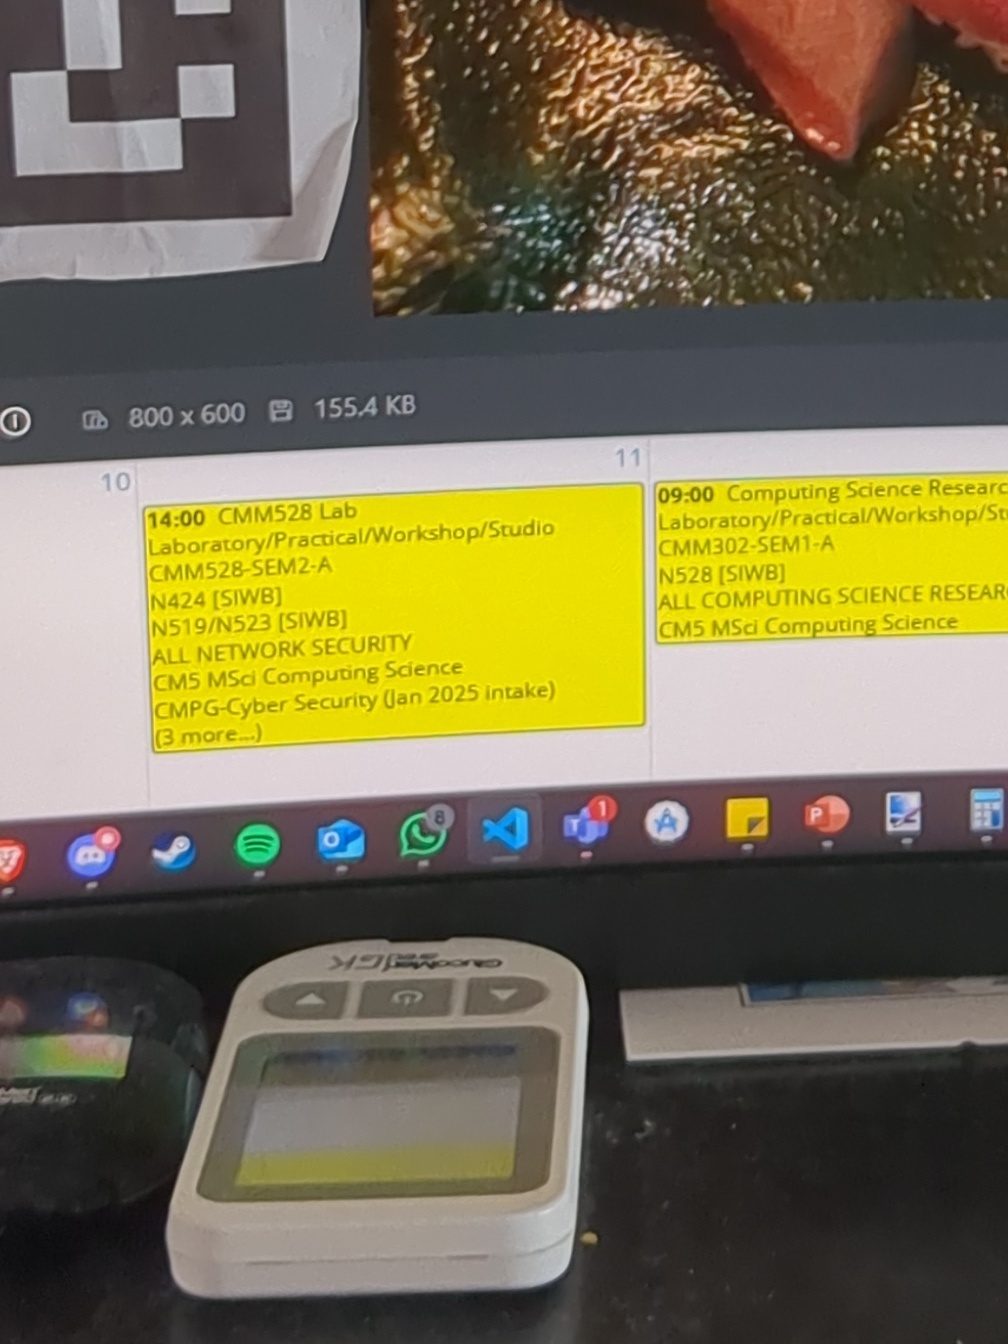 800 x 600 155.4 KB
10
11
14:00 CMM528 Lab
Laboratory/Practical/Workshop/Studio
CMM528-SEM2-A
N424 [SIWB]
N519/N523 [SIWB]
ALL NETWORK SECURITY
CM5 MSci Computing Science
CMPG-Cyber Security (Jan 2025 intake)
(3 more...)
09:00 Computing Science Researc
Laboratory/Practical/Workshop/St
CMM302-SEM1-A
N528 [SIWB]
ALL COMPUTING SCIENCE RESEAR
CM5 MSci Computing Science
8
1
GlucoMen
GK